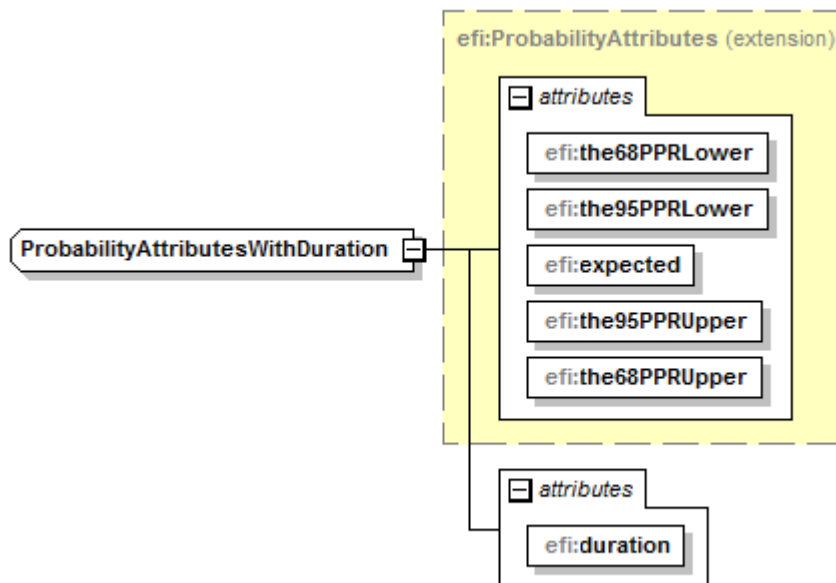 efi:ProbabilityAttributes (extension)
attributes
efi:the68PPRLower
efi:the95PPRLower
ProbabilityAttributesWithDuration
efi:expected
efi:the95PPRUpper
efi:the68PPRUpper
attributes
efi:duration